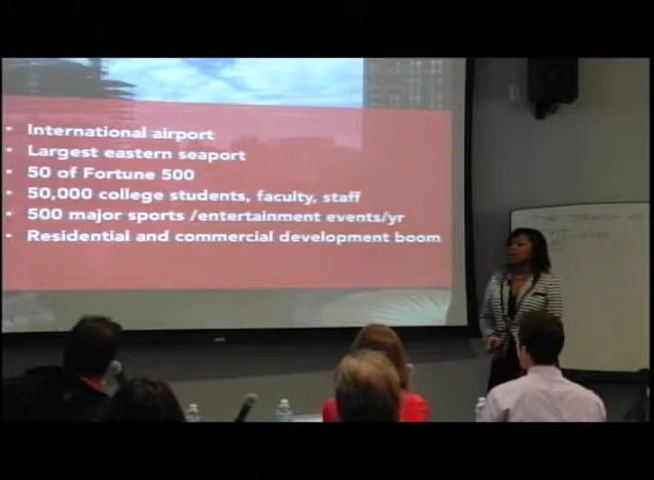 • International airport
• Largest eastern seaport
• 50 of Fortune 500
• 50,000 college students, faculty, staff
• 500 major sports /entertainment events/yr
• Residential and commercial development boom